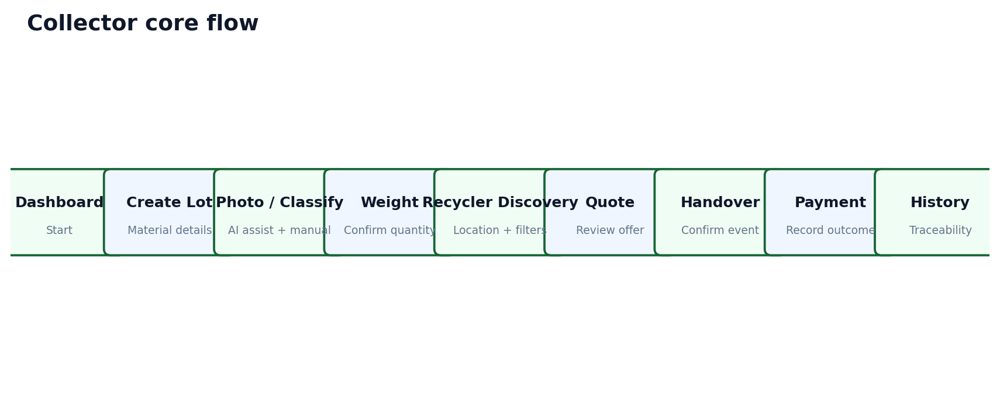 Collector core flow
Dashboard
Start
Create Lot
Material details
Photo / Classify
AI assist + manual
Weight
Confirm quantity
Recycler Discovery
Location + filters
Quote
Review offer
Handover
Confirm event
Payment
Record outcome
History
Traceability